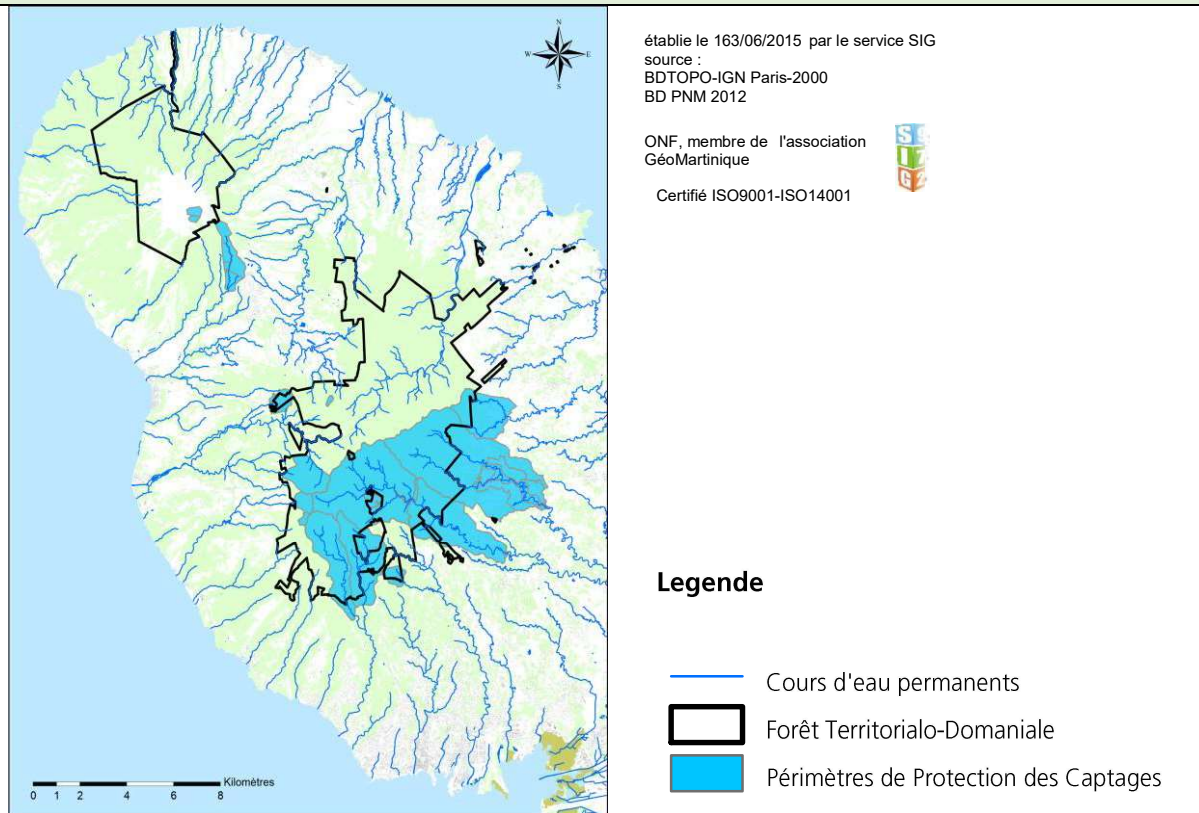 N
W E
S
établie le 163/06/2015 par le service SIG
source :
BDTOPO-IGN Paris-2000
BD PNM 2012
ONF, membre de l'association
GéoMartinique
Certifié ISO9001-ISO14001
Legende
Cours d'eau permanents
Forêt Territorialo-Domaniale
Périmètres de Protection des Captages
Kilomètres
0 1 2 4 6 8